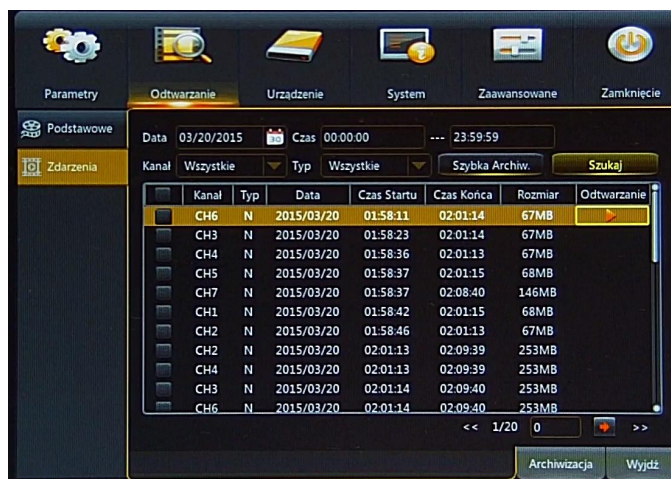 Parametry Odtwarzanie Urządzenie System Zaawansowane Zamknięcie
Podstawowe
Zdarzenia
Data 03/20/2015 30 Czas 00:00:00 --- 23:59:59
Kanał Wszystkie Typ Wszystkie Szybka Archiw. Szukaj
Kanał Typ Data Czas Startu Czas Końca Rozmiar Odtwarzanie
CH6 N 2015/03/20 01:58:11 02:01:14 67MB
CH3 N 2015/03/20 01:58:23 02:01:14 67MB
CH4 N 2015/03/20 01:58:36 02:01:13 67MB
CH5 N 2015/03/20 01:58:37 02:01:15 68MB
CH7 N 2015/03/20 01:58:37 02:08:40 146MB
CH1 N 2015/03/20 01:58:42 02:01:15 68MB
CH2 N 2015/03/20 01:58:46 02:01:13 67MB
CH2 N 2015/03/20 02:01:13 02:09:39 253MB
CH4 N 2015/03/20 02:01:13 02:09:39 253MB
CH3 N 2015/03/20 02:01:14 02:09:40 253MB
CH6 N 2015/03/20 02:01:14 02:09:40 253MB
<< 1/20 0 >>
Archiwizacja Wyjdź